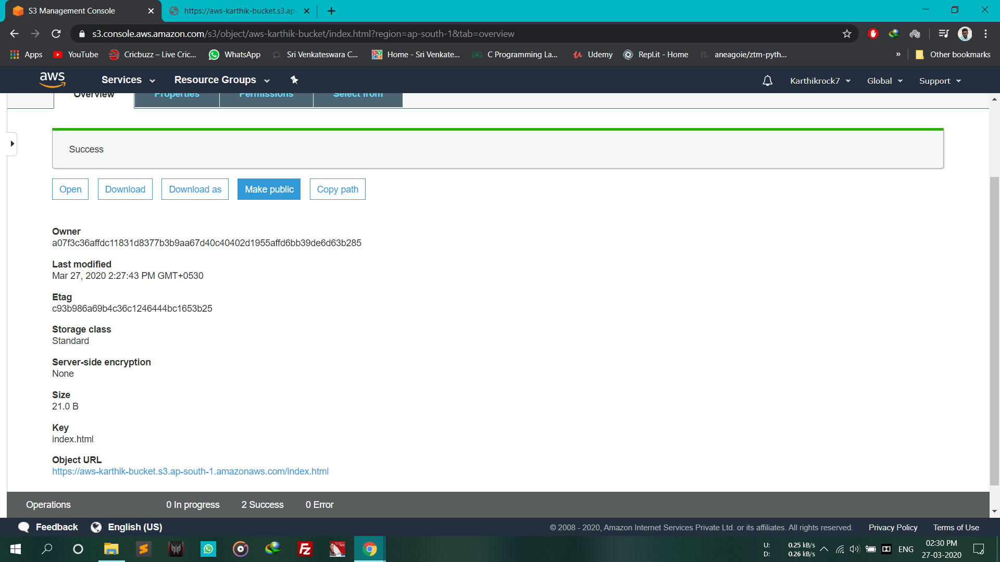 S3 Management Console
https://aws-karthik-bucket.s3.ap-
s3.console.aws.amazon.com/s3/object/aws-karthik-bucket/index.html?region=ap-south-1&tab=overview
Apps YouTube Cricbuzz – Live Cric... WhatsApp Sri Venkateswara C... Home - Sri Venkate... C Programming La... Udemy Repl.it - Home aneagoie/ztm-pyth... » Other bookmarks
aws Services Resource Groups Karthikrock7 Global Support
Overview Properties Permissions Select from
Success
Open Download Download as Make public Copy path
Owner
a07f3c36affdc11831d8377b3b9aa67d40c40402d1955affd6bb39de6d63b285
Last modified
Mar 27, 2020 2:27:43 PM GMT+0530
Etag
c93b986a69b4c36c1246444bc1653b25
Storage class
Standard
Server-side encryption
None
Size
21.0 B
Key
index.html
Object URL
https://aws-karthik-bucket.s3.ap-south-1.amazonaws.com/index.html
Operations 0 In progress 2 Success 0 Error
Feedback English (US) © 2008 - 2020, Amazon Internet Services Private Ltd. or its affiliates. All rights reserved. Privacy Policy Terms of Use
U: 0.25 kB/s
D: 0.26 kB/s
ENG
02:30 PM
27-03-2020